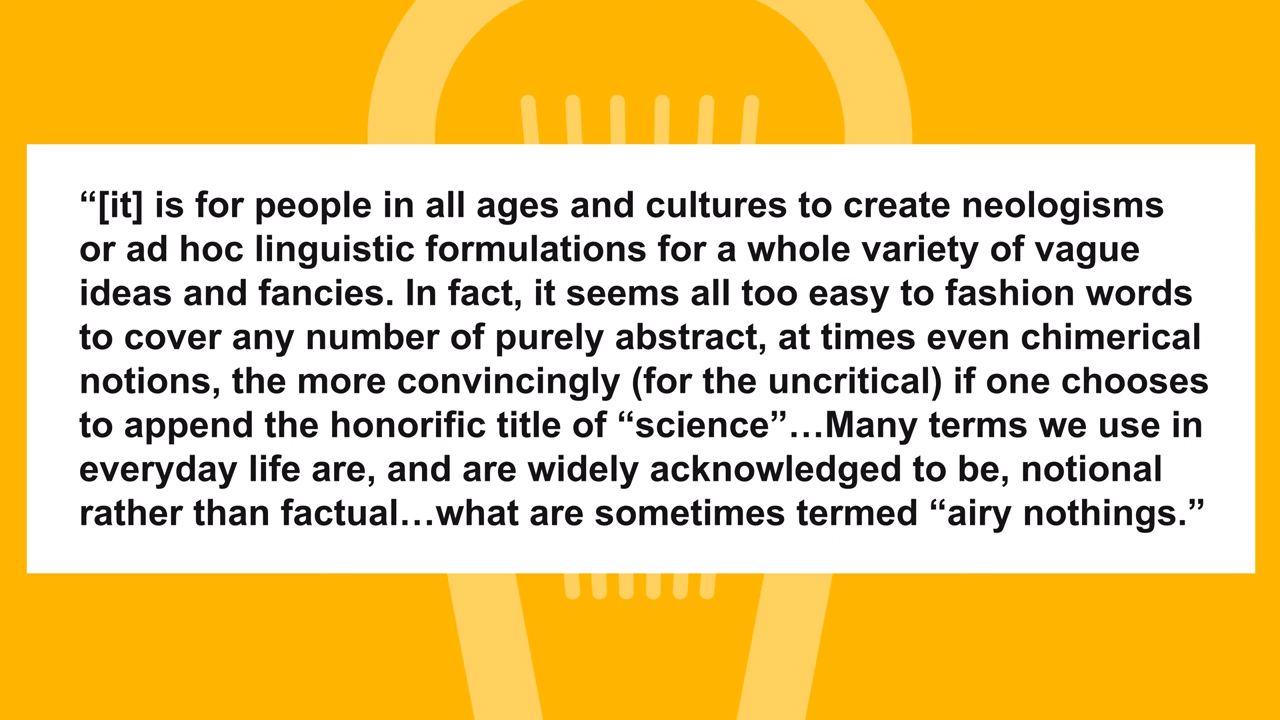 “[it] is for people in all ages and cultures to create neologisms
or ad hoc linguistic formulations for a whole variety of vague
ideas and fancies. In fact, it seems all too easy to fashion words
to cover any number of purely abstract, at times even chimerical
notions, the more convincingly (for the uncritical) if one chooses
to append the honorific title of “science”…Many terms we use in
everyday life are, and are widely acknowledged to be, notional
rather than factual…what are sometimes termed “airy nothings.”